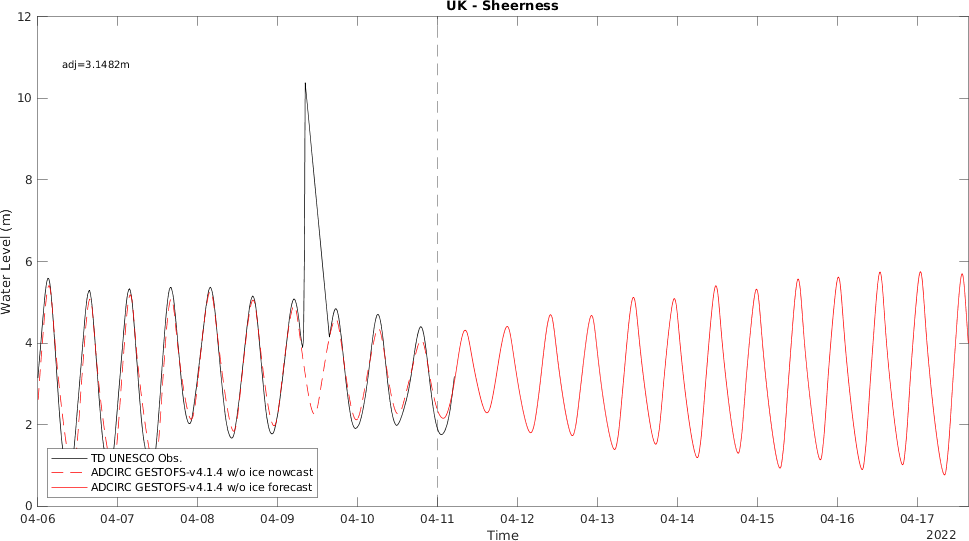 UK - Sheerness
12
adj=3.1482m
10
8
6
4
2
0
Water Level (m)
TD UNESCO Obs.
ADCIRC GESTOFS-v4.1.4 w/o ice nowcast
ADCIRC GESTOFS-v4.1.4 w/o ice forecast
04-06 04-07 04-08 04-09 04-10 04-11 04-12 04-13 04-14 04-15 04-16 04-17
Time
2022